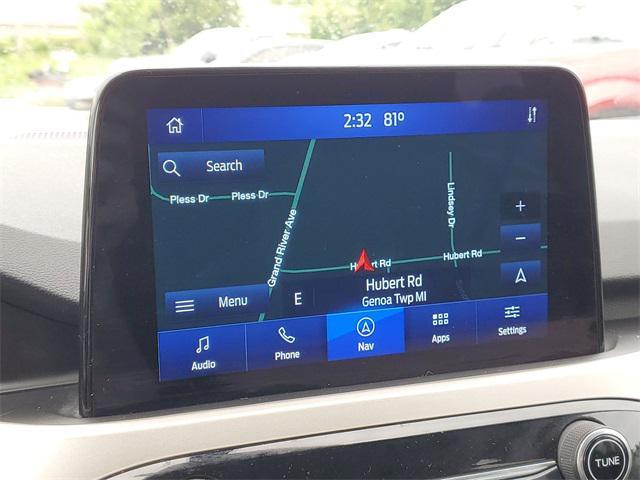 2:32 81°
Search
Pless Dr
Pless Dr
Lindsey Dr
Grand River Ave
+
Hubert Rd
Hubert Rd
−
Hubert Rd
Genoa Twp MI
Menu
E
Audio
Phone
Nav
Apps
Settings
TUNE